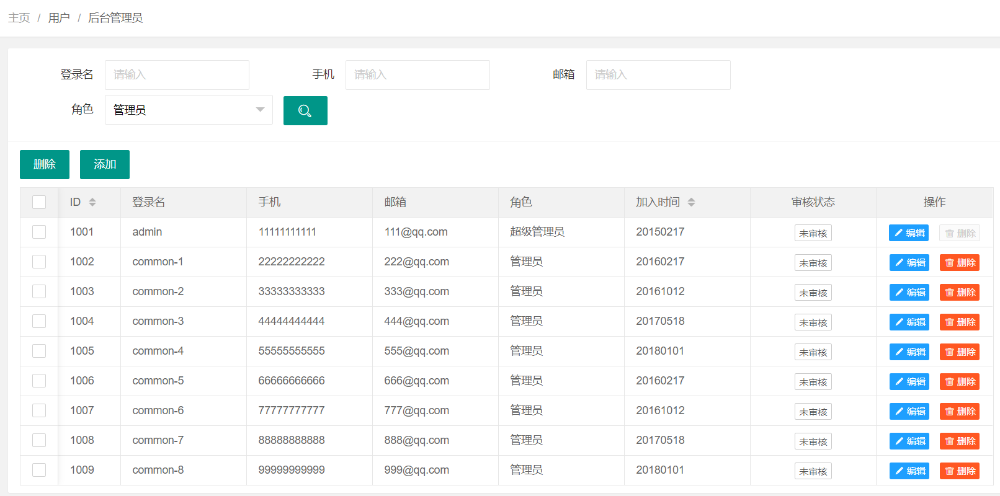 主页 / 用户 / 后台管理员
登录名 请输入 手机 请输入 邮箱 请输入
角色 管理员
删除 添加
ID 登录名 手机 邮箱 角色 加入时间 审核状态 操作
1001 admin 11111111111 111@qq.com 超级管理员 20150217 未审核 编辑 删除
1002 common-1 22222222222 222@qq.com 管理员 20160217 未审核 编辑 删除
1003 common-2 33333333333 333@qq.com 管理员 20161012 未审核 编辑 删除
1004 common-3 44444444444 444@qq.com 管理员 20170518 未审核 编辑 删除
1005 common-4 55555555555 555@qq.com 管理员 20180101 未审核 编辑 删除
1006 common-5 66666666666 666@qq.com 管理员 20160217 未审核 编辑 删除
1007 common-6 77777777777 777@qq.com 管理员 20161012 未审核 编辑 删除
1008 common-7 88888888888 888@qq.com 管理员 20170518 未审核 编辑 删除
1009 common-8 99999999999 999@qq.com 管理员 20180101 未审核 编辑 删除